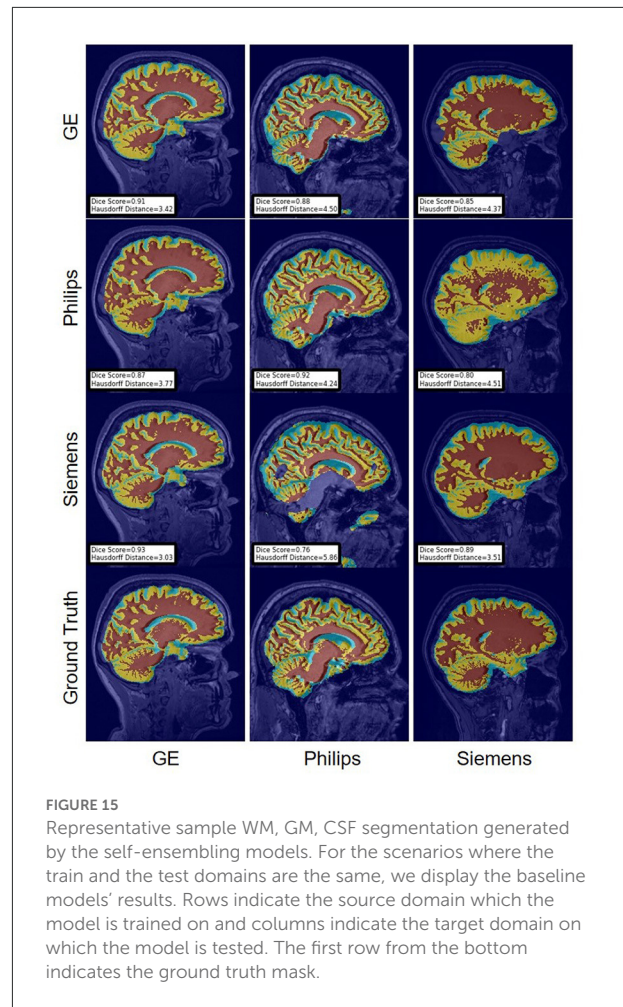 GE
Dice Score=0.91
Hausdorff Distance=3.42
Dice Score=0.88
Hausdorff Distance=4.50
Dice Score=0.85
Hausdorff Distance=4.37
Philips
Dice Score=0.87
Hausdorff Distance=3.77
Dice Score=0.92
Hausdorff Distance=4.24
Dice Score=0.80
Hausdorff Distance=4.51
Siemens
Dice Score=0.93
Hausdorff Distance=3.03
Dice Score=0.76
Hausdorff Distance=5.86
Dice Score=0.89
Hausdorff Distance=3.51
Ground Truth
GE
Philips
Siemens
FIGURE 15
Representative sample WM, GM, CSF segmentation generated
by the self-ensembling models. For the scenarios where the
train and the test domains are the same, we display the baseline
models’ results. Rows indicate the source domain which the
model is trained on and columns indicate the target domain on
which the model is tested. The first row from the bottom
indicates the ground truth mask.